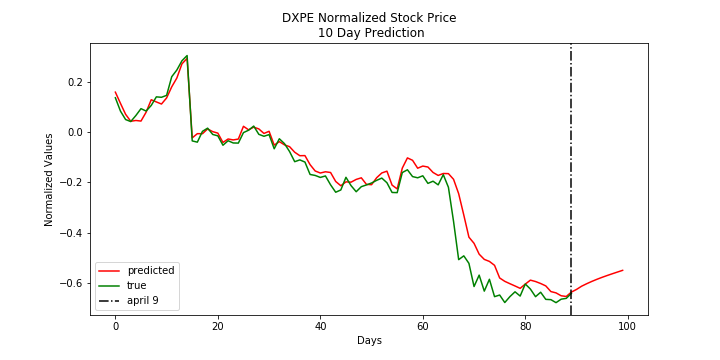 DXPE Normalized Stock Price
10 Day Prediction
Normalized Values
0.2
0.0
−0.2
−0.4
−0.6
predicted
true
april 9
0 20 40 60 80 100
Days